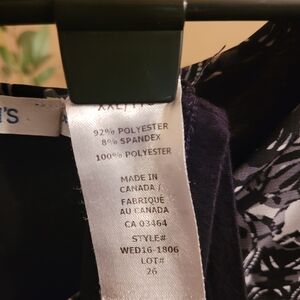 'S
92% POLYESTER
8% SPANDEX
100% POLYESTER
MADE IN
CANADA /
FABRIQUÉ
AU CANADA
CA 03464
STYLE#
WED16-1806
LOT#
26